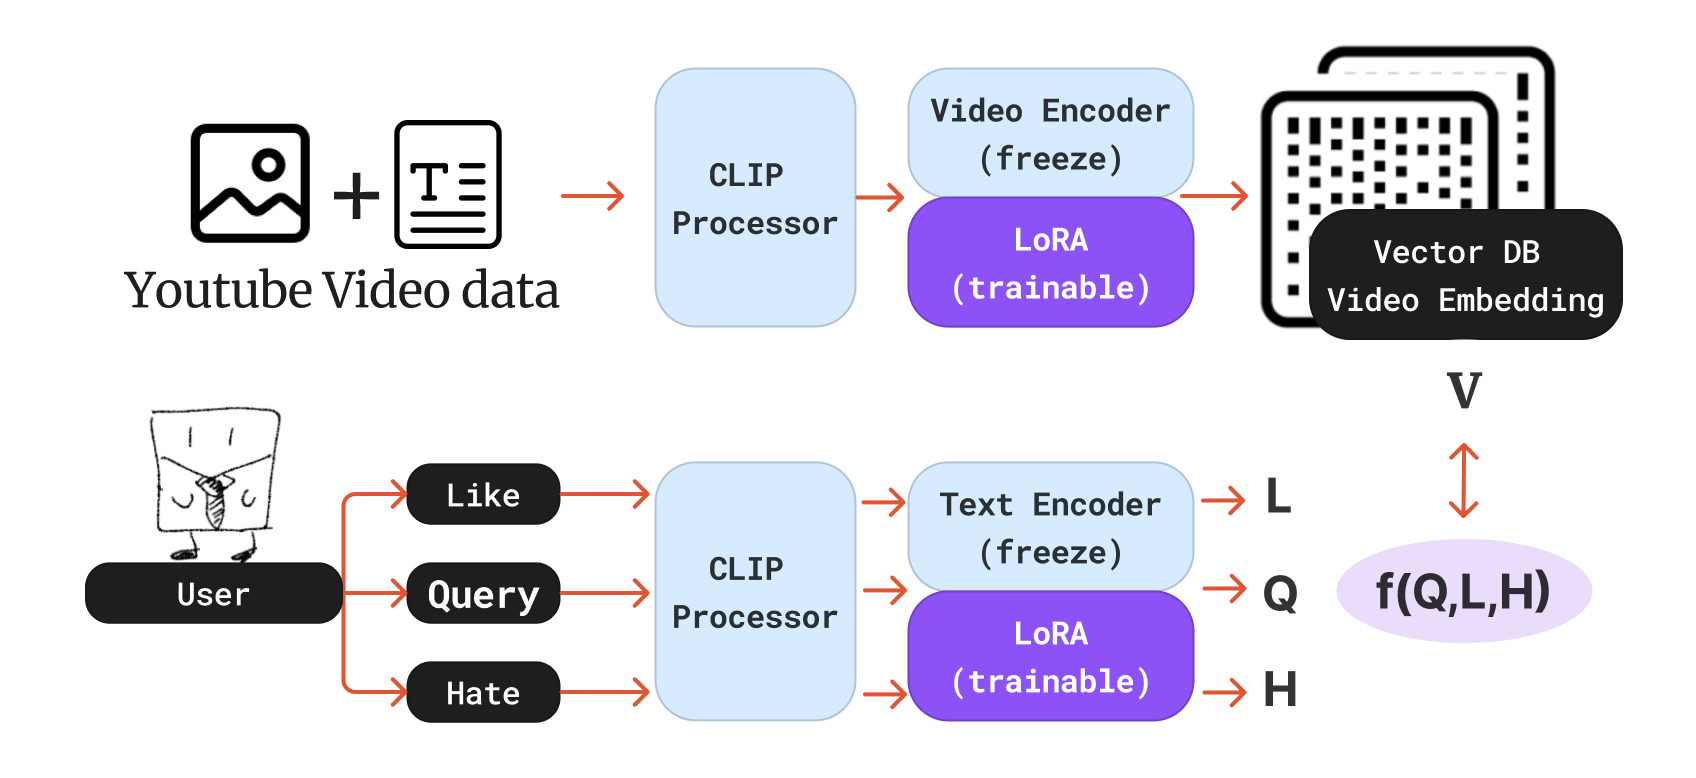 Youtube Video data
CLIP
Processor
Video Encoder
(freeze)
LoRA
(trainable)
Vector DB
Video Embedding
V
User
Like
Query
Hate
CLIP
Processor
Text Encoder
(freeze)
LoRA
(trainable)
L
Q
H
f(Q,L,H)